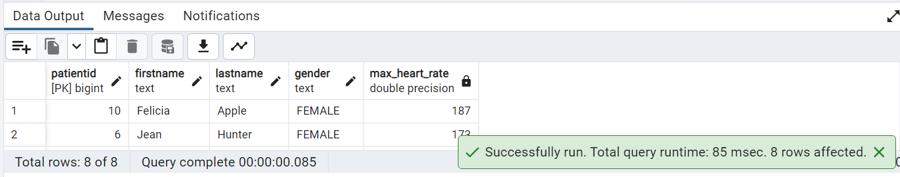 Data Output Messages Notifications
patientid firstname lastname gender max_heart_rate
[PK] bigint text text text double precision
1 10 Felicia Apple FEMALE 187
2 6 Jean Hunter FEMALE 173
Total rows: 8 of 8 Query complete 00:00:00.085
Successfully run. Total query runtime: 85 msec. 8 rows affected.